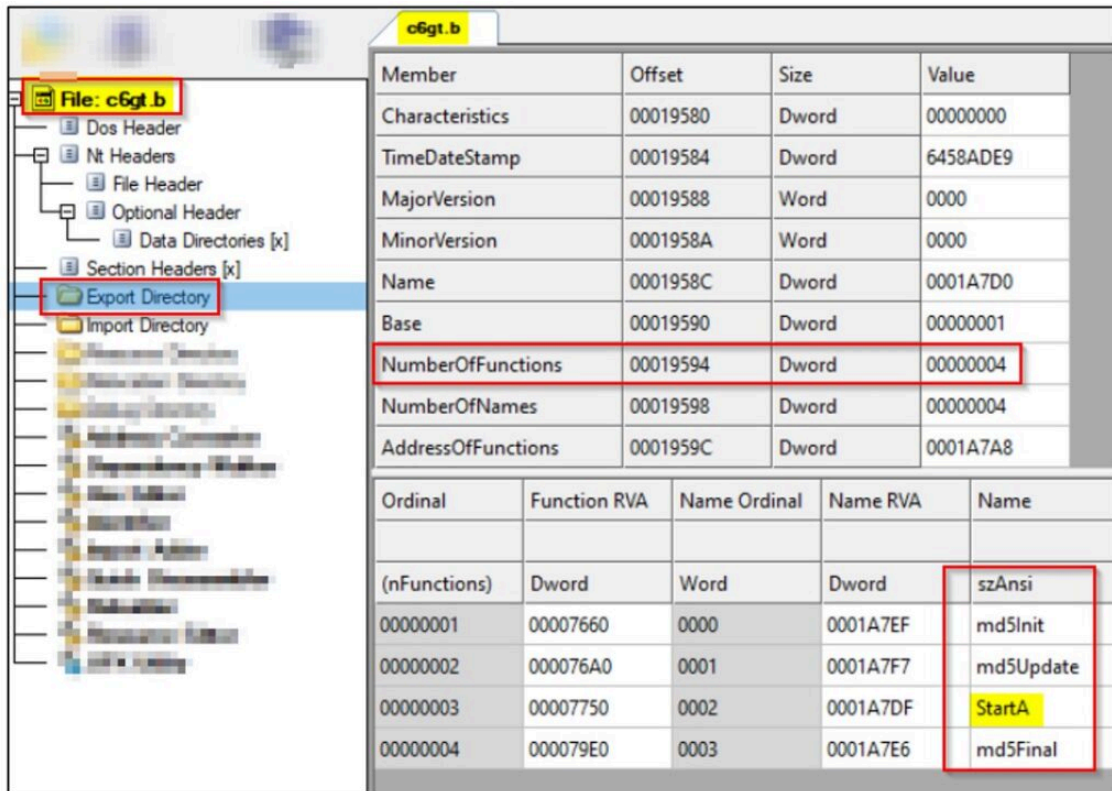 c6gt.b
File: c6gt.b
Dos Header
Nt Headers
File Header
Optional Header
Data Directories [x]
Section Headers [x]
Export Directory
Import Directory
Member Offset Size Value
Characteristics 00019580 Dword 00000000
TimeDateStamp 00019584 Dword 6458ADE9
MajorVersion 00019588 Word 0000
MinorVersion 0001958A Word 0000
Name 0001958C Dword 0001A7D0
Base 00019590 Dword 00000001
NumberOfFunctions 00019594 Dword 00000004
NumberOfNames 00019598 Dword 00000004
AddressOfFunctions 0001959C Dword 0001A7A8
Ordinal Function RVA Name Ordinal Name RVA Name
(nFunctions) Dword Word Dword szAnsi
00000001 00007660 0000 0001A7EF md5Init
00000002 000076A0 0001 0001A7F7 md5Update
00000003 00007750 0002 0001A7DF StartA
00000004 000079E0 0003 0001A7E6 md5Final